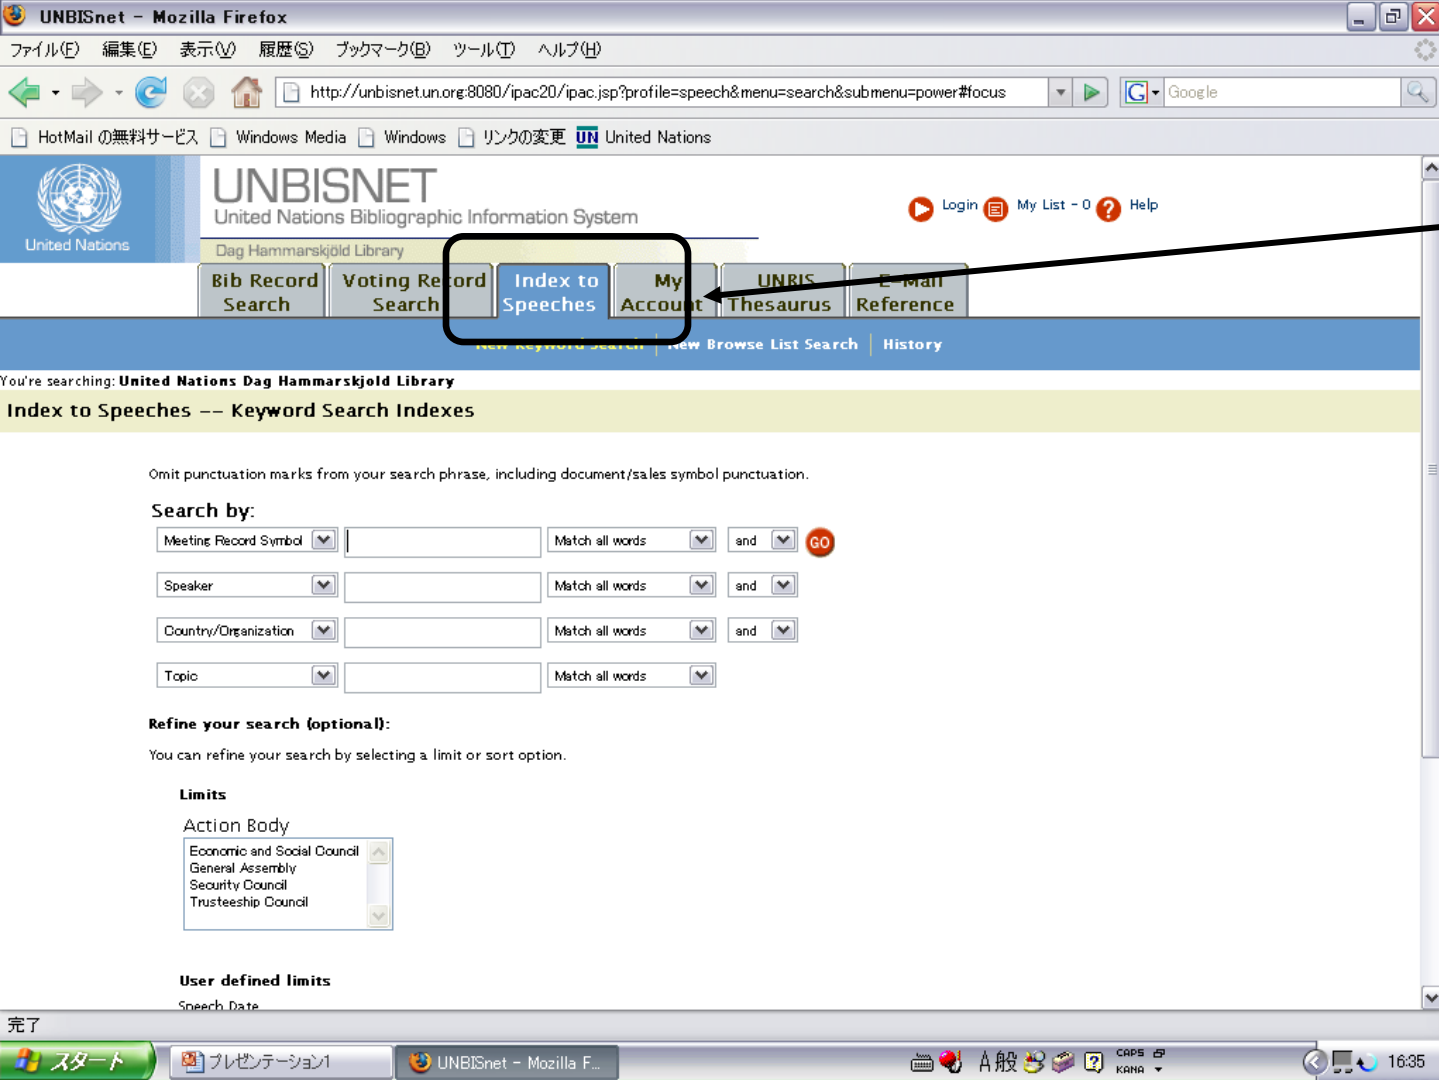 UNBISnet - Mozilla Firefox
ファイル(F) 編集(E) 表示(V) 履歴(S) ブックマーク(B) ツール(T) ヘルプ(H)
http://unbisnet.un.org:8080/ipac20/ipac.jsp?profile=speech&menu=search&submenu=power#focus
G Google
HotMail の無料サービス Windows Media Windows リンクの変更 UN United Nations
UNBISNET
United Nations Bibliographic Information System
Login My List - 0 ? Help
United Nations
Dag Hammarskjöld Library
Bib Record Search
Voting Record Search
Index to Speeches
My Account
UNBIS Thesaurus
E-Mail Reference
New Keyword Search | New Browse List Search | History
You're searching: United Nations Dag Hammarskjold Library
Index to Speeches -- Keyword Search Indexes
Omit punctuation marks from your search phrase, including document/sales symbol punctuation.
Search by:
Meeting Record Symbol Match all words and GO
Speaker Match all words and
Country/Organization Match all words and
Topic Match all words
Refine your search (optional):
You can refine your search by selecting a limit or sort option.
Limits
Action Body
Economic and Social Council
General Assembly
Security Council
Trusteeship Council
User defined limits
Speech Date
完了
スタート プレゼンテーション1 UNBISnet - Mozilla F... A 般 CAPS KANA 16:35